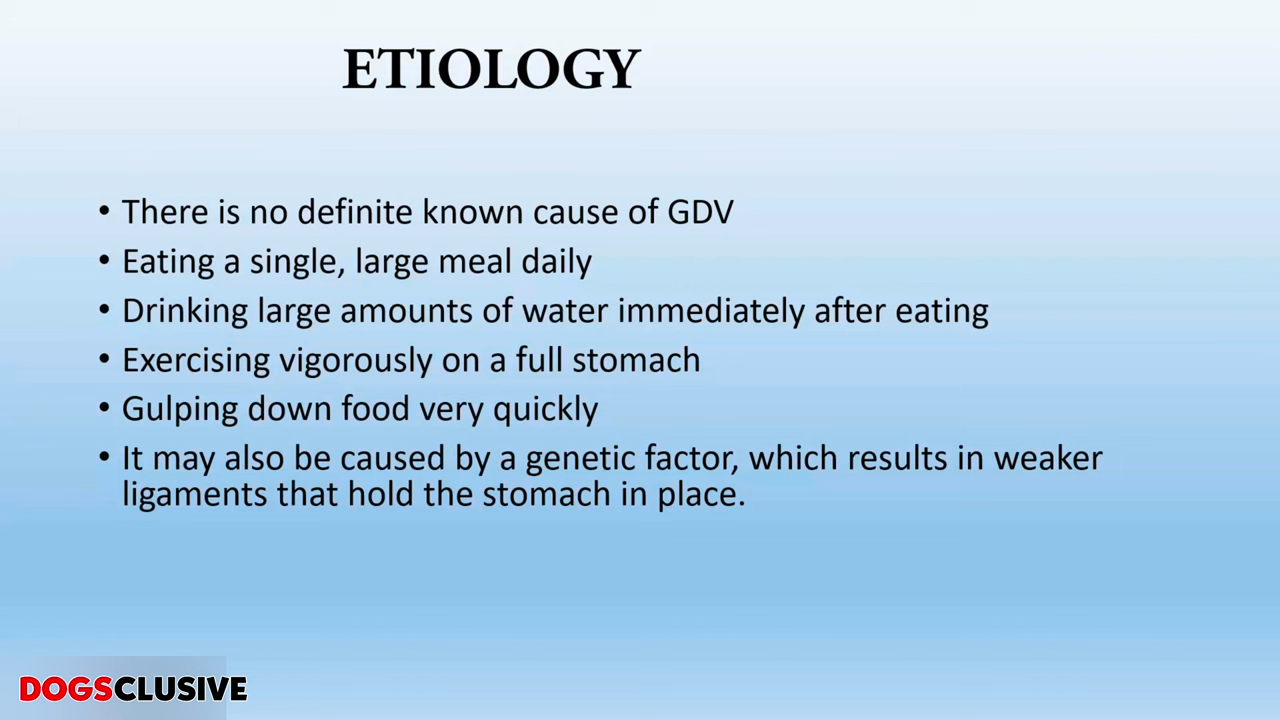 ETIOLOGY
• There is no definite known cause of GDV
• Eating a single, large meal daily
• Drinking large amounts of water immediately after eating
• Exercising vigorously on a full stomach
• Gulping down food very quickly
• It may also be caused by a genetic factor, which results in weaker
ligaments that hold the stomach in place.
DOGSCLUSIVE